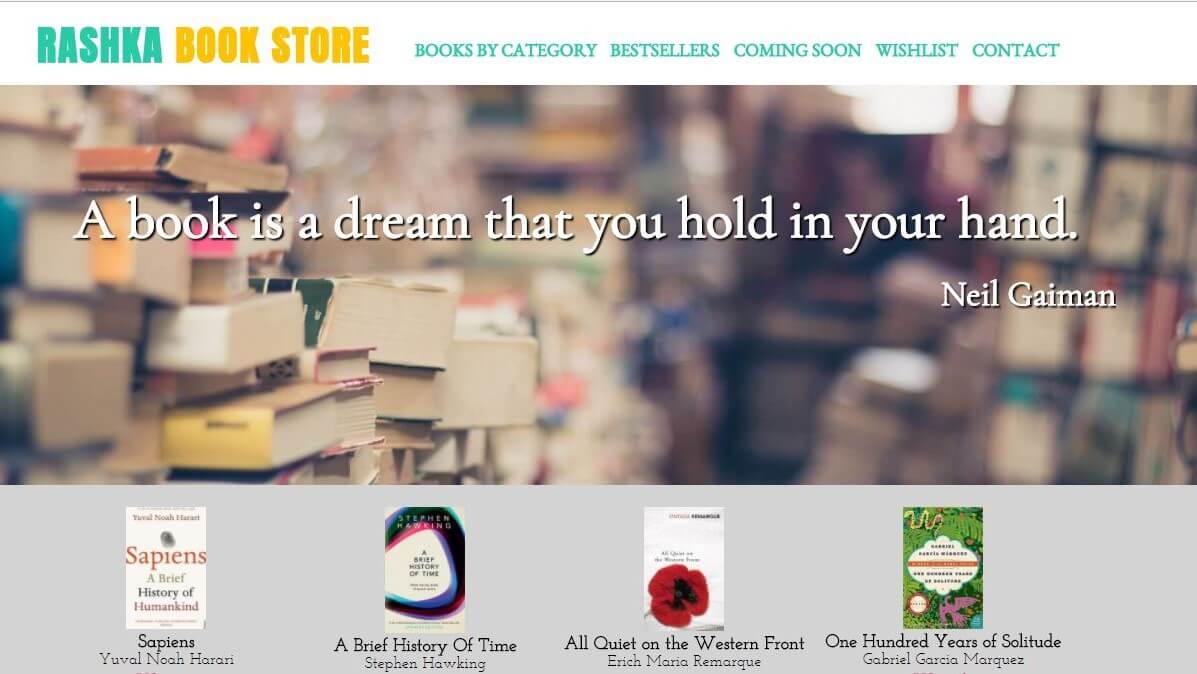 RASHKA BOOK STORE
BOOKS BY CATEGORY BESTSELLERS COMING SOON WISHLIST CONTACT
A book is a dream that you hold in your hand.
Neil Gaiman
Yuval Noah Harari
Sapiens
A Brief
History of
Humankind
STEPHEN
HAWKING
A
BRIEF
HISTORY
OF TIME
REMARQUE
All Quiet on
the Western Front
GABRIEL
GARCÍA MÁRQUEZ
ONE HUNDRED YEARS
OF SOLITUDE
Sapiens
Yuval Noah Harari
A Brief History Of Time
Stephen Hawking
All Quiet on the Western Front
Erich Maria Remarque
One Hundred Years of Solitude
Gabriel Garcia Marquez